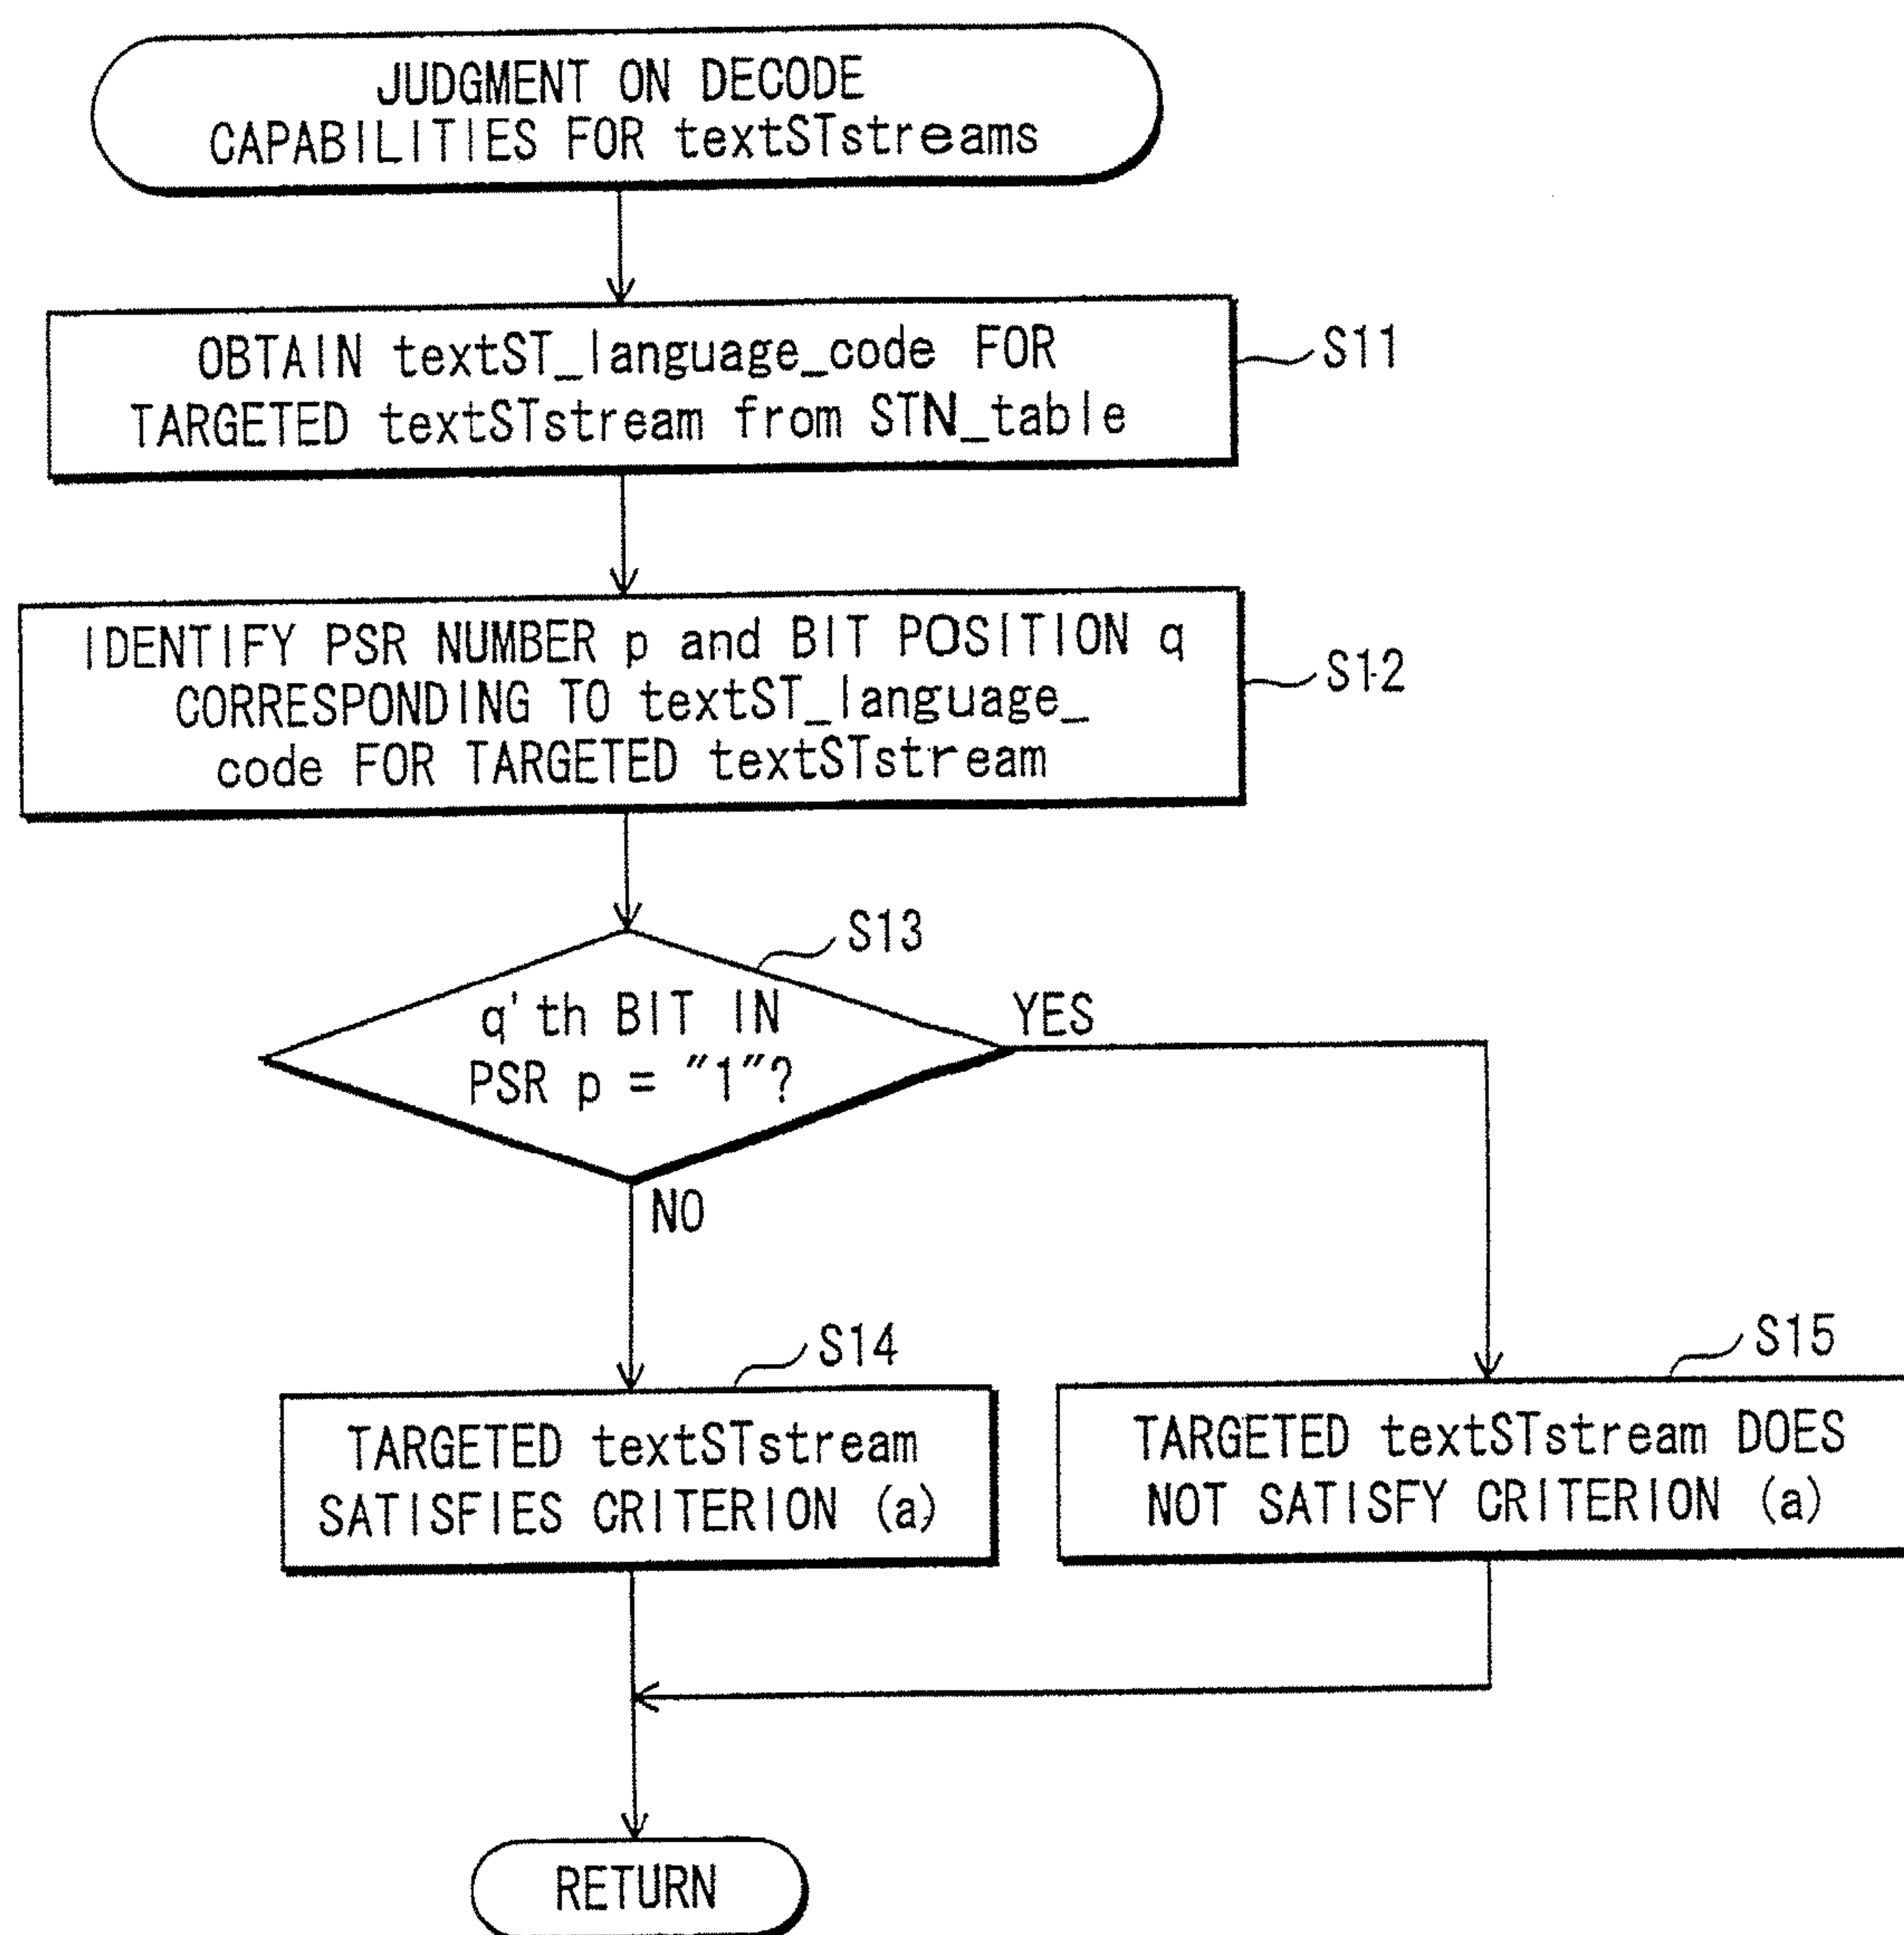 JUDGMENT ON DECODE
CAPABILITIES FOR textSTstreams
OBTAIN textST_language_code FOR
TARGETED textSTstream from STN_table
S11
IDENTIFY PSR NUMBER p and BIT POSITION q
CORRESPONDING TO textST_language_
code FOR TARGETED textSTstream
S12
S13
q'th BIT IN
PSR p = "1"?
YES
NO
S14
TARGETED textSTstream
SATISFIES CRITERION (a)
S15
TARGETED textSTstream DOES
NOT SATISFY CRITERION (a)
RETURN